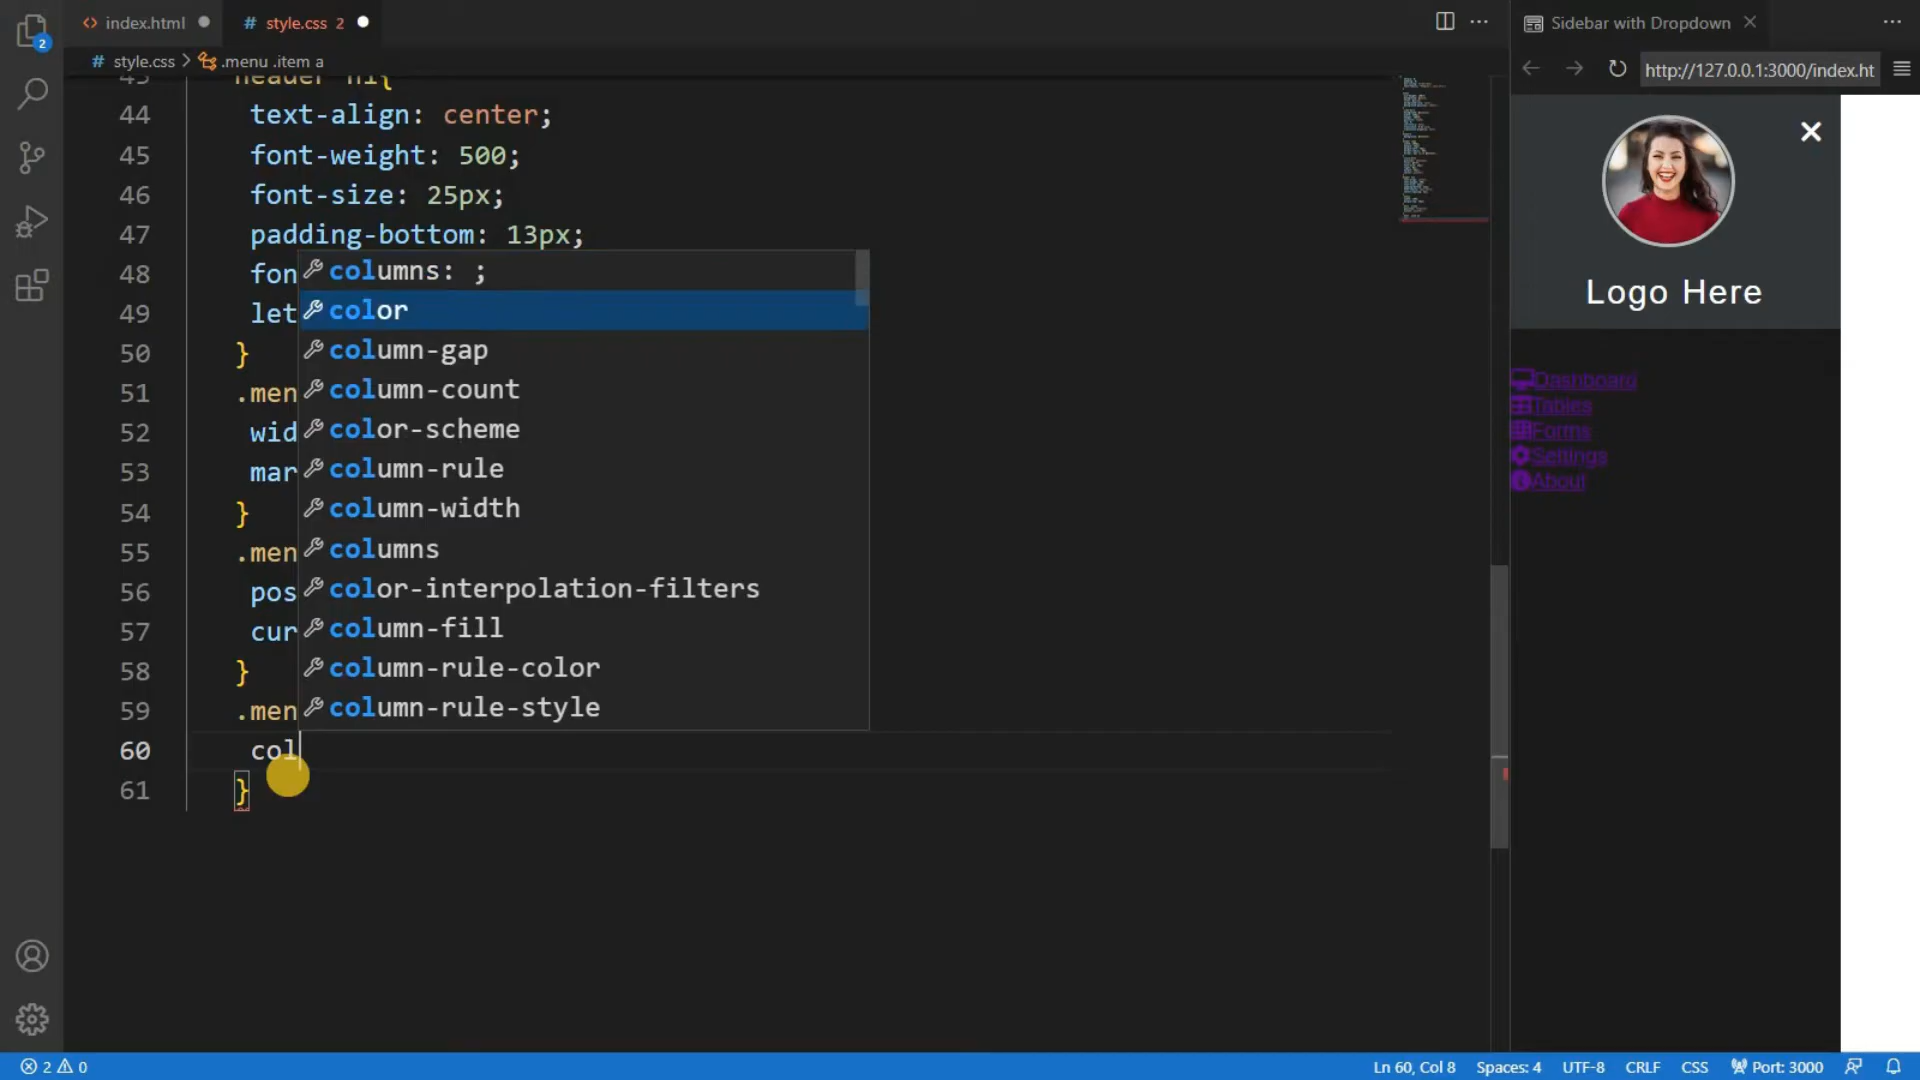 index.html
# style.css 2
Sidebar with Dropdown
# style.css > .menu .item a
http://127.0.0.1:3000/index.ht
header h1{
44 text-align: center;
45 font-weight: 500;
46 font-size: 25px;
47 padding-bottom: 13px;
48 fon
49 let
50 }
51 .men
52 wid
53 mar
54 }
55 .men
56 pos
57 cur
58 }
59 .men
60 col
61 }
columns: ;
color
column-gap
column-count
color-scheme
column-rule
column-width
columns
color-interpolation-filters
column-fill
column-rule-color
column-rule-style
Logo Here
Dashboard
Tables
Forms
Settings
About
2
2 0
Ln 60, Col 8
Spaces: 4
UTF-8
CRLF
CSS
Port: 3000